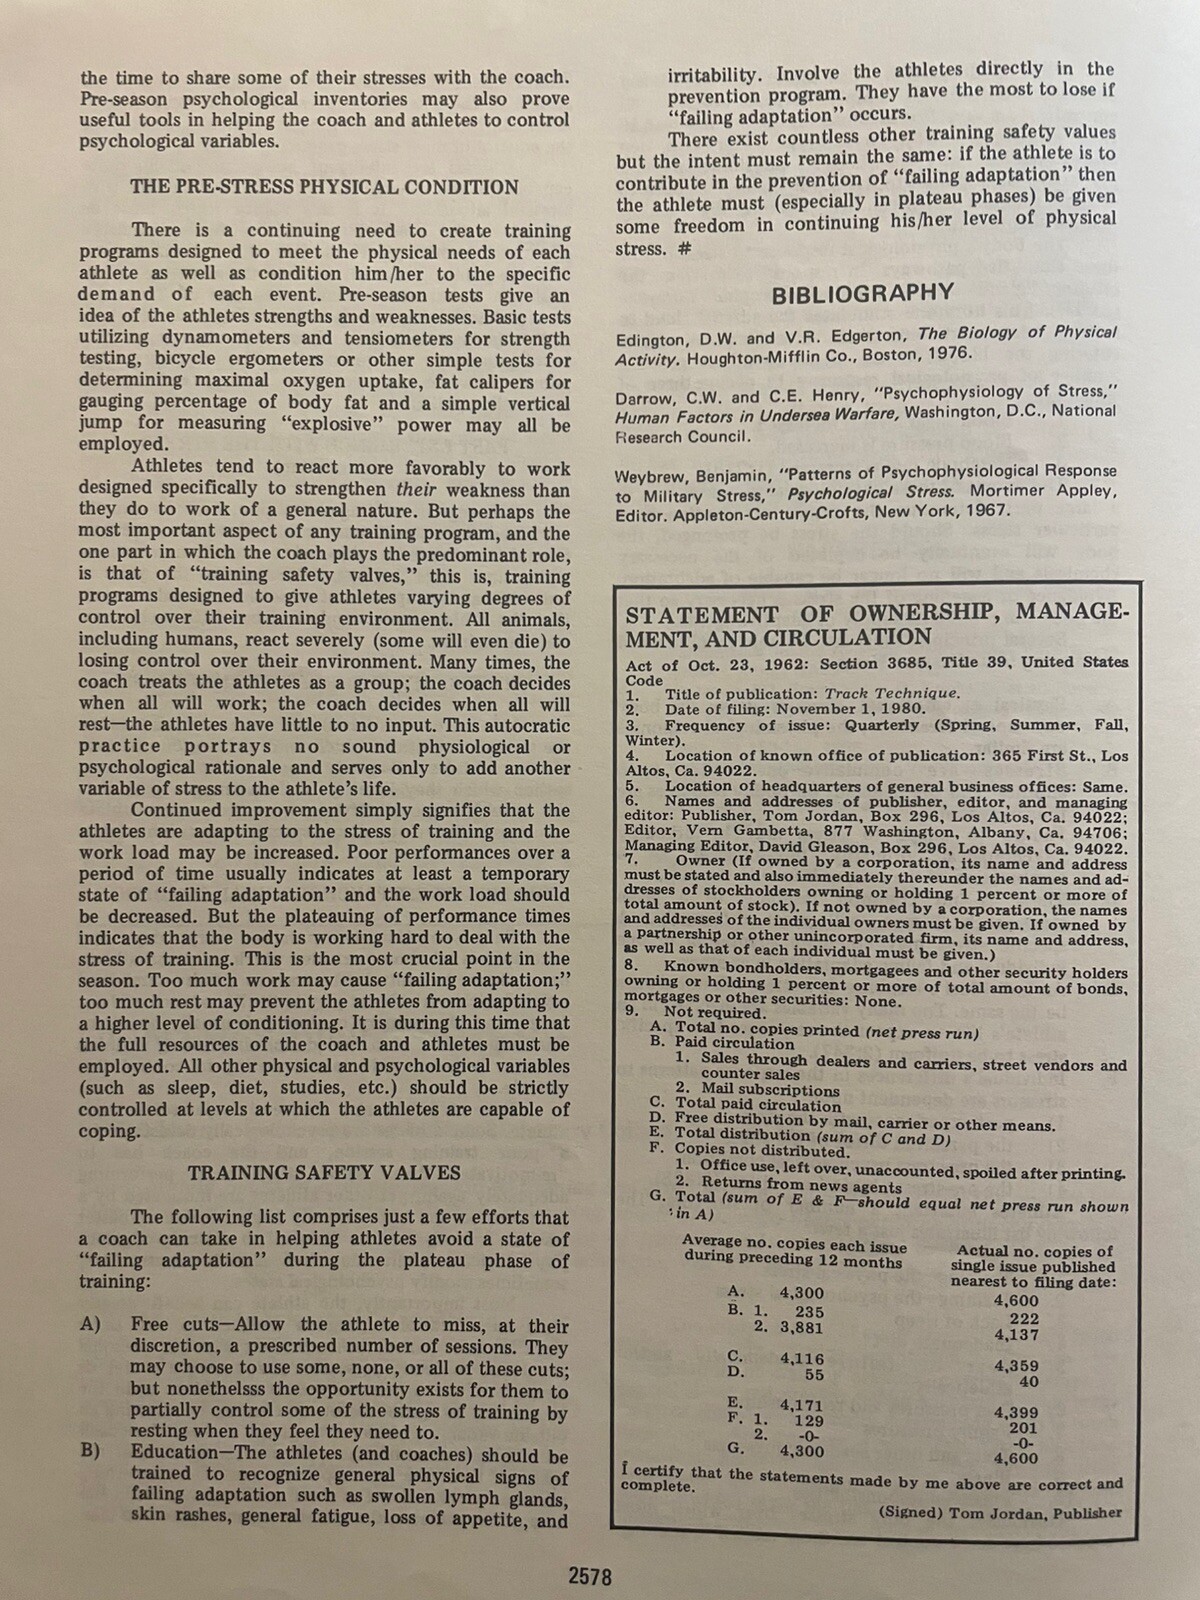 the time to share some of their stresses with the coach.
Pre-season psychological inventories may also prove
useful tools in helping the coach and athletes to control
psychological variables.
THE PRE-STRESS PHYSICAL CONDITION
There is a continuing need to create training
programs designed to meet the physical needs of each
athlete as well as condition him/her to the specific
demand of each event. Pre-season tests give an
idea of the athletes strengths and weaknesses. Basic tests
utilizing dynamometers and tensiometers for strength
testing, bicycle ergometers or other simple tests for
determining maximal oxygen uptake, fat calipers for
gauging percentage of body fat and a simple vertical
jump for measuring “explosive” power may all be
employed.
Athletes tend to react more favorably to work
designed specifically to strengthen their weakness than
they do to work of a general nature. But perhaps the
most important aspect of any training program, and the
one part in which the coach plays the predominant role,
is that of “training safety valves,” this is, training
programs designed to give athletes varying degrees of
control over their training environment. All animals,
including humans, react severely (some will even die) to
losing control over their environment. Many times, the
coach treats the athletes as a group; the coach decides
when all will work; the coach decides when all will
rest—the athletes have little to no input. This autocratic
practice portrays no sound physiological or
psychological rationale and serves only to add another
variable of stress to the athlete’s life.
Continued improvement simply signifies that the
athletes are adapting to the stress of training and the
work load may be increased. Poor performances over a
period of time usually indicates at least a temporary
state of “failing adaptation” and the work load should
be decreased. But the plateauing of performance times
indicates that the body is working hard to deal with the
stress of training. This is the most crucial point in the
season. Too much work may cause “failing adaptation;”
too much rest may prevent the athletes from adapting to
a higher level of conditioning. It is during this time that
the full resources of the coach and athletes must be
employed. All other physical and psychological variables
(such as sleep, diet, studies, etc.) should be strictly
controlled at levels at which the athletes are capable of
coping.
TRAINING SAFETY VALVES
The following list comprises just a few efforts that
a coach can take in helping athletes avoid a state of
“failing adaptation” during the plateau phase of
training:
A) Free cuts—Allow the athlete to miss, at their
discretion, a prescribed number of sessions. They
may choose to use some, none, or all of these cuts;
but nonethelsss the opportunity exists for them to
partially control some of the stress of training by
resting when they feel they need to.
B) Education—The athletes (and coaches) should be
trained to recognize general physical signs of
failing adaptation such as swollen lymph glands,
skin rashes, general fatigue, loss of appetite, and
irritability. Involve the athletes directly in the
prevention program. They have the most to lose if
“failing adaptation” occurs.
There exist countless other training safety values
but the intent must remain the same: if the athlete is to
contribute in the prevention of “failing adaptation” then
the athlete must (especially in plateau phases) be given
some freedom in continuing his/her level of physical
stress. #
BIBLIOGRAPHY
Edington, D.W. and V.R. Edgerton, The Biology of Physical
Activity. Houghton-Mifflin Co., Boston, 1976.
Darrow, C.W. and C.E. Henry, “Psychophysiology of Stress,”
Human Factors in Undersea Warfare, Washington, D.C., National
Research Council.
Weybrew, Benjamin, “Patterns of Psychophysiological Response
to Military Stress,” Psychological Stress. Mortimer Appley,
Editor. Appleton-Century-Crofts, New York, 1967.
STATEMENT OF OWNERSHIP, MANAGE-
MENT, AND CIRCULATION
Act of Oct. 23, 1962: Section 3685, Title 39, United States
Code
1. Title of publication: Track Technique.
2. Date of filing: November 1, 1980.
3. Frequency of issue: Quarterly (Spring, Summer, Fall,
Winter).
4. Location of known office of publication: 365 First St., Los
Altos, Ca. 94022.
5. Location of headquarters of general business offices: Same.
6. Names and addresses of publisher, editor, and managing
editor: Publisher, Tom Jordan, Box 296, Los Altos, Ca. 94022;
Editor, Vern Gambetta, 877 Washington, Albany, Ca. 94706;
Managing Editor, David Gleason, Box 296, Los Altos, Ca. 94022.
7. Owner (If owned by a corporation, its name and address
must be stated and also immediately thereunder the names and ad-
dresses of stockholders owning or holding 1 percent or more of
total amount of stock). If not owned by a corporation, the names
and addresses of the individual owners must be given. If owned by
a partnership or other unincorporated firm, its name and address,
as well as that of each individual must be given.)
8. Known bondholders, mortgagees and other security holders
owning or holding 1 percent or more of total amount of bonds,
mortgages or other securities: None.
9. Not required.
A. Total no. copies printed (net press run)
B. Paid circulation
1. Sales through dealers and carriers, street vendors and
counter sales
2. Mail subscriptions
C. Total paid circulation
D. Free distribution by mail, carrier or other means.
E. Total distribution (sum of C and D)
F. Copies not distributed.
1. Office use, left over, unaccounted, spoiled after printing.
2. Returns from news agents
G. Total (sum of E & F—should equal net press run shown
in A)
Average no. copies each issue
during preceding 12 months
Actual no. copies of
single issue published
nearest to filing date:
A. 4,300 4,600
B. 1. 235 222
2. 3,881 4,137
C. 4,116 4,359
D. 55 40
E. 4,171 4,399
F. 1. 129 201
2. -0- -0-
G. 4,300 4,600
I certify that the statements made by me above are correct and
complete.
(Signed) Tom Jordan, Publisher
2578